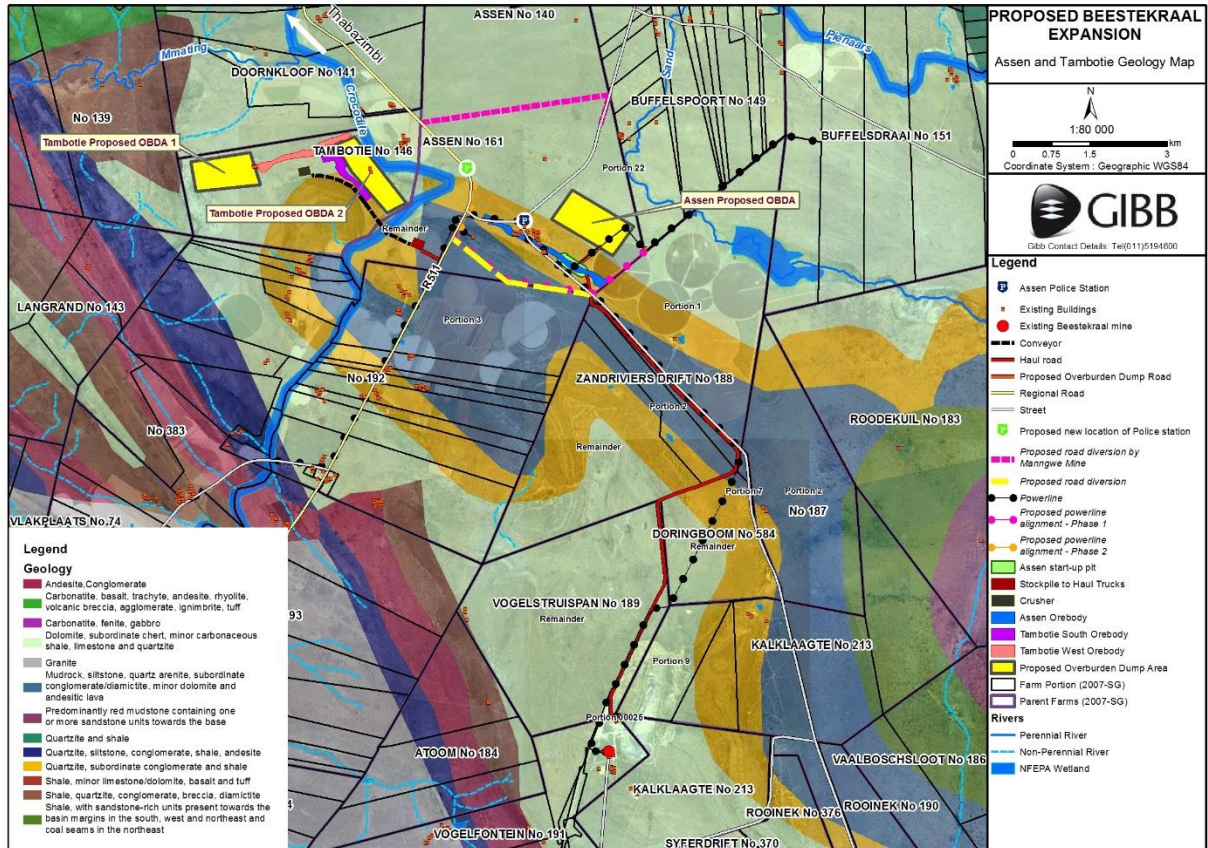 PROPOSED BEESTEKRAAL
EXPANSION
Assen and Tambotie Geology Map
N
1:80 000
km
0 0.75 1.5 3
Coordinate System : Geographic WGS84
GIBB
Gibb Contact Details: Tel(011)5194600
Legend
P
Assen Police Station
Existing Buildings
Existing Beestekraal mine
Conveyor
Haul road
Proposed Overburden Dump Road
Regional Road
Street
P
Proposed new location of Police station
Proposed road diversion by
Manngwe Mine
Proposed road diversion
Powerline
Proposed powerline
alignment - Phase 1
Proposed powerline
alignment - Phase 2
Assen start-up pit
Stockpile to Haul Trucks
Crusher
Assen Orebody
Tambotie South Orebody
Tambotie West Orebody
Proposed Overburden Dump Area
Farm Portion (2007-SG)
Parent Farms (2007-SG)
Rivers
Perennial River
Non-Perennial River
NFEPA Wetland
Thabazimbi
ASSEN No 140
Mmating
DOORNKLOOF No 141
Crocodile
Sand
Pienaars
BUFFELSPOORT No 149
No 139
BUFFELSDRAAI No 151
Tambotie Proposed OBDA 1
TAMBOTIE No 146
ASSEN No 161
P
Portion 22
Tambotie Proposed OBDA 2
Assen Proposed OBDA
P
Remainder
R511
LANGRAND No 143
Portion 3
Portion 1
No 192
ZANDRIVIERS DRIFT No 188
Portion 2
ROODEKUIL No 183
No 383
Remainder
Portion 7
Portion 2
No 187
VLAKPLAATS No 74
DORINGBOOM No 584
Remainder
VOGELSTRUISPAN No 189
Remainder
KALKLAAGTE No 213
93
Portion 9
Portion 00025
ATOOM No 184
VAALBOSCHSLOOT No 186
KALKLAAGTE No 213
ROOINEK No 190
ROOINEK No 376
VOGELFONTEIN No 191
SYFERDRIFT No 370
Legend
Geology
Andesite,Conglomerate
Carbonatite, basalt, trachyte, andesite, rhyolite,
volcanic breccia, agglomerate, ignimbrite, tuff
Carbonatite, fenite, gabbro
Dolomite, subordinate chert, minor carbonaceous
shale, limestone and quartzite
Granite
Mudrock, siltstone, quartz arenite, subordinate
conglomerate/diamictite, minor dolomite and
andesitic lava
Predominantly red mudstone containing one
or more sandstone units towards the base
Quartzite and shale
Quartzite, siltstone, conglomerate, shale, andesite
Quartzite, subordinate conglomerate and shale
Shale, minor limestone/dolomite, basalt and tuff
Shale, quartzite, conglomerate, breccia, diamictite
Shale, with sandstone-rich units present towards the
basin margins in the south, west and northeast and
coal seams in the northeast